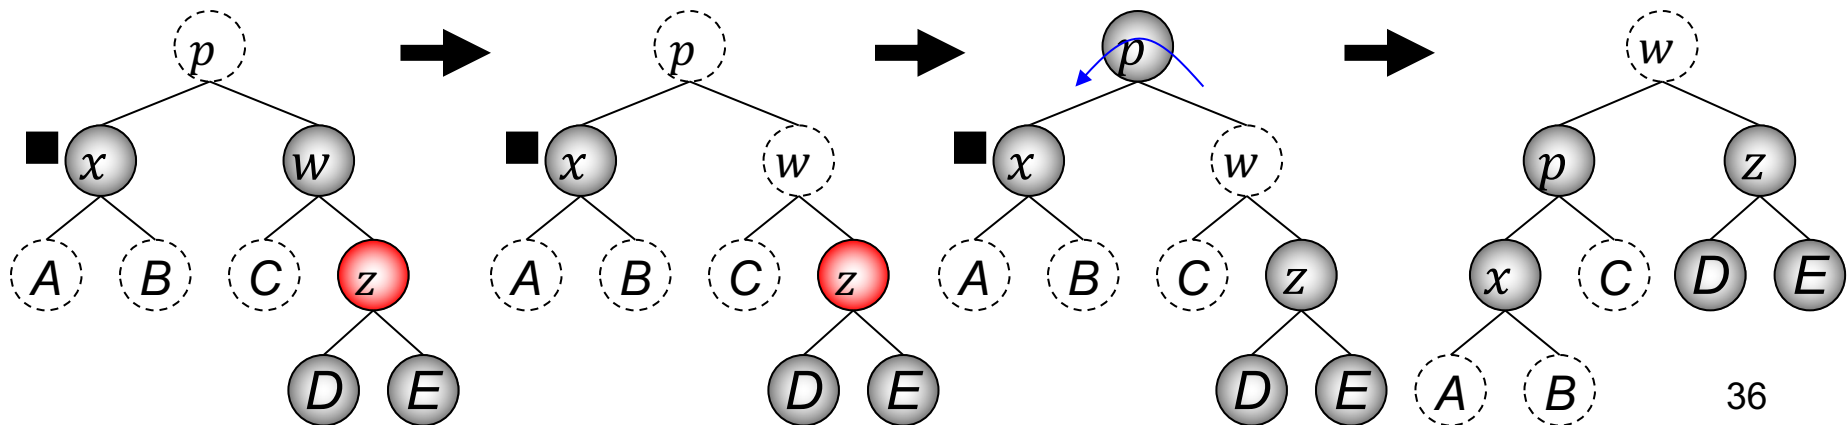 p p p w
x w x w x w p z
A B C z A B C z A B C z x C D E
D E D E D E A B 36